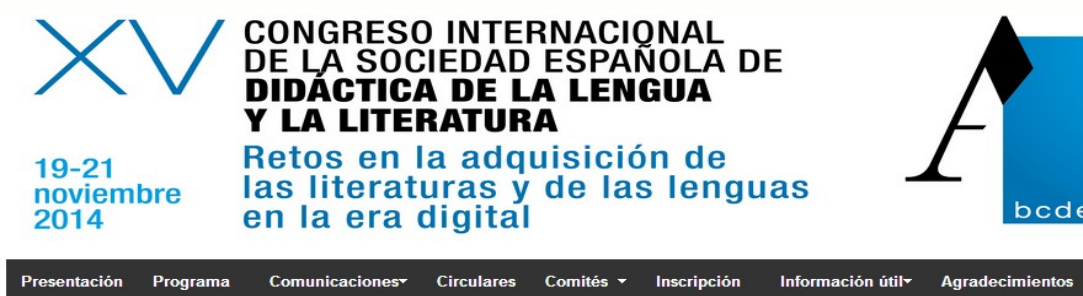 XV
CONGRESO INTERNACIONAL
DE LA SOCIEDAD ESPAÑOLA DE
DIDÁCTICA DE LA LENGUA
Y LA LITERATURA
19-21
noviembre
2014
Retos en la adquisición de
las literaturas y de las lenguas
en la era digital
A
bcde
Presentación Programa Comunicaciones Circulares Comités Inscripción Información útil Agradecimientos